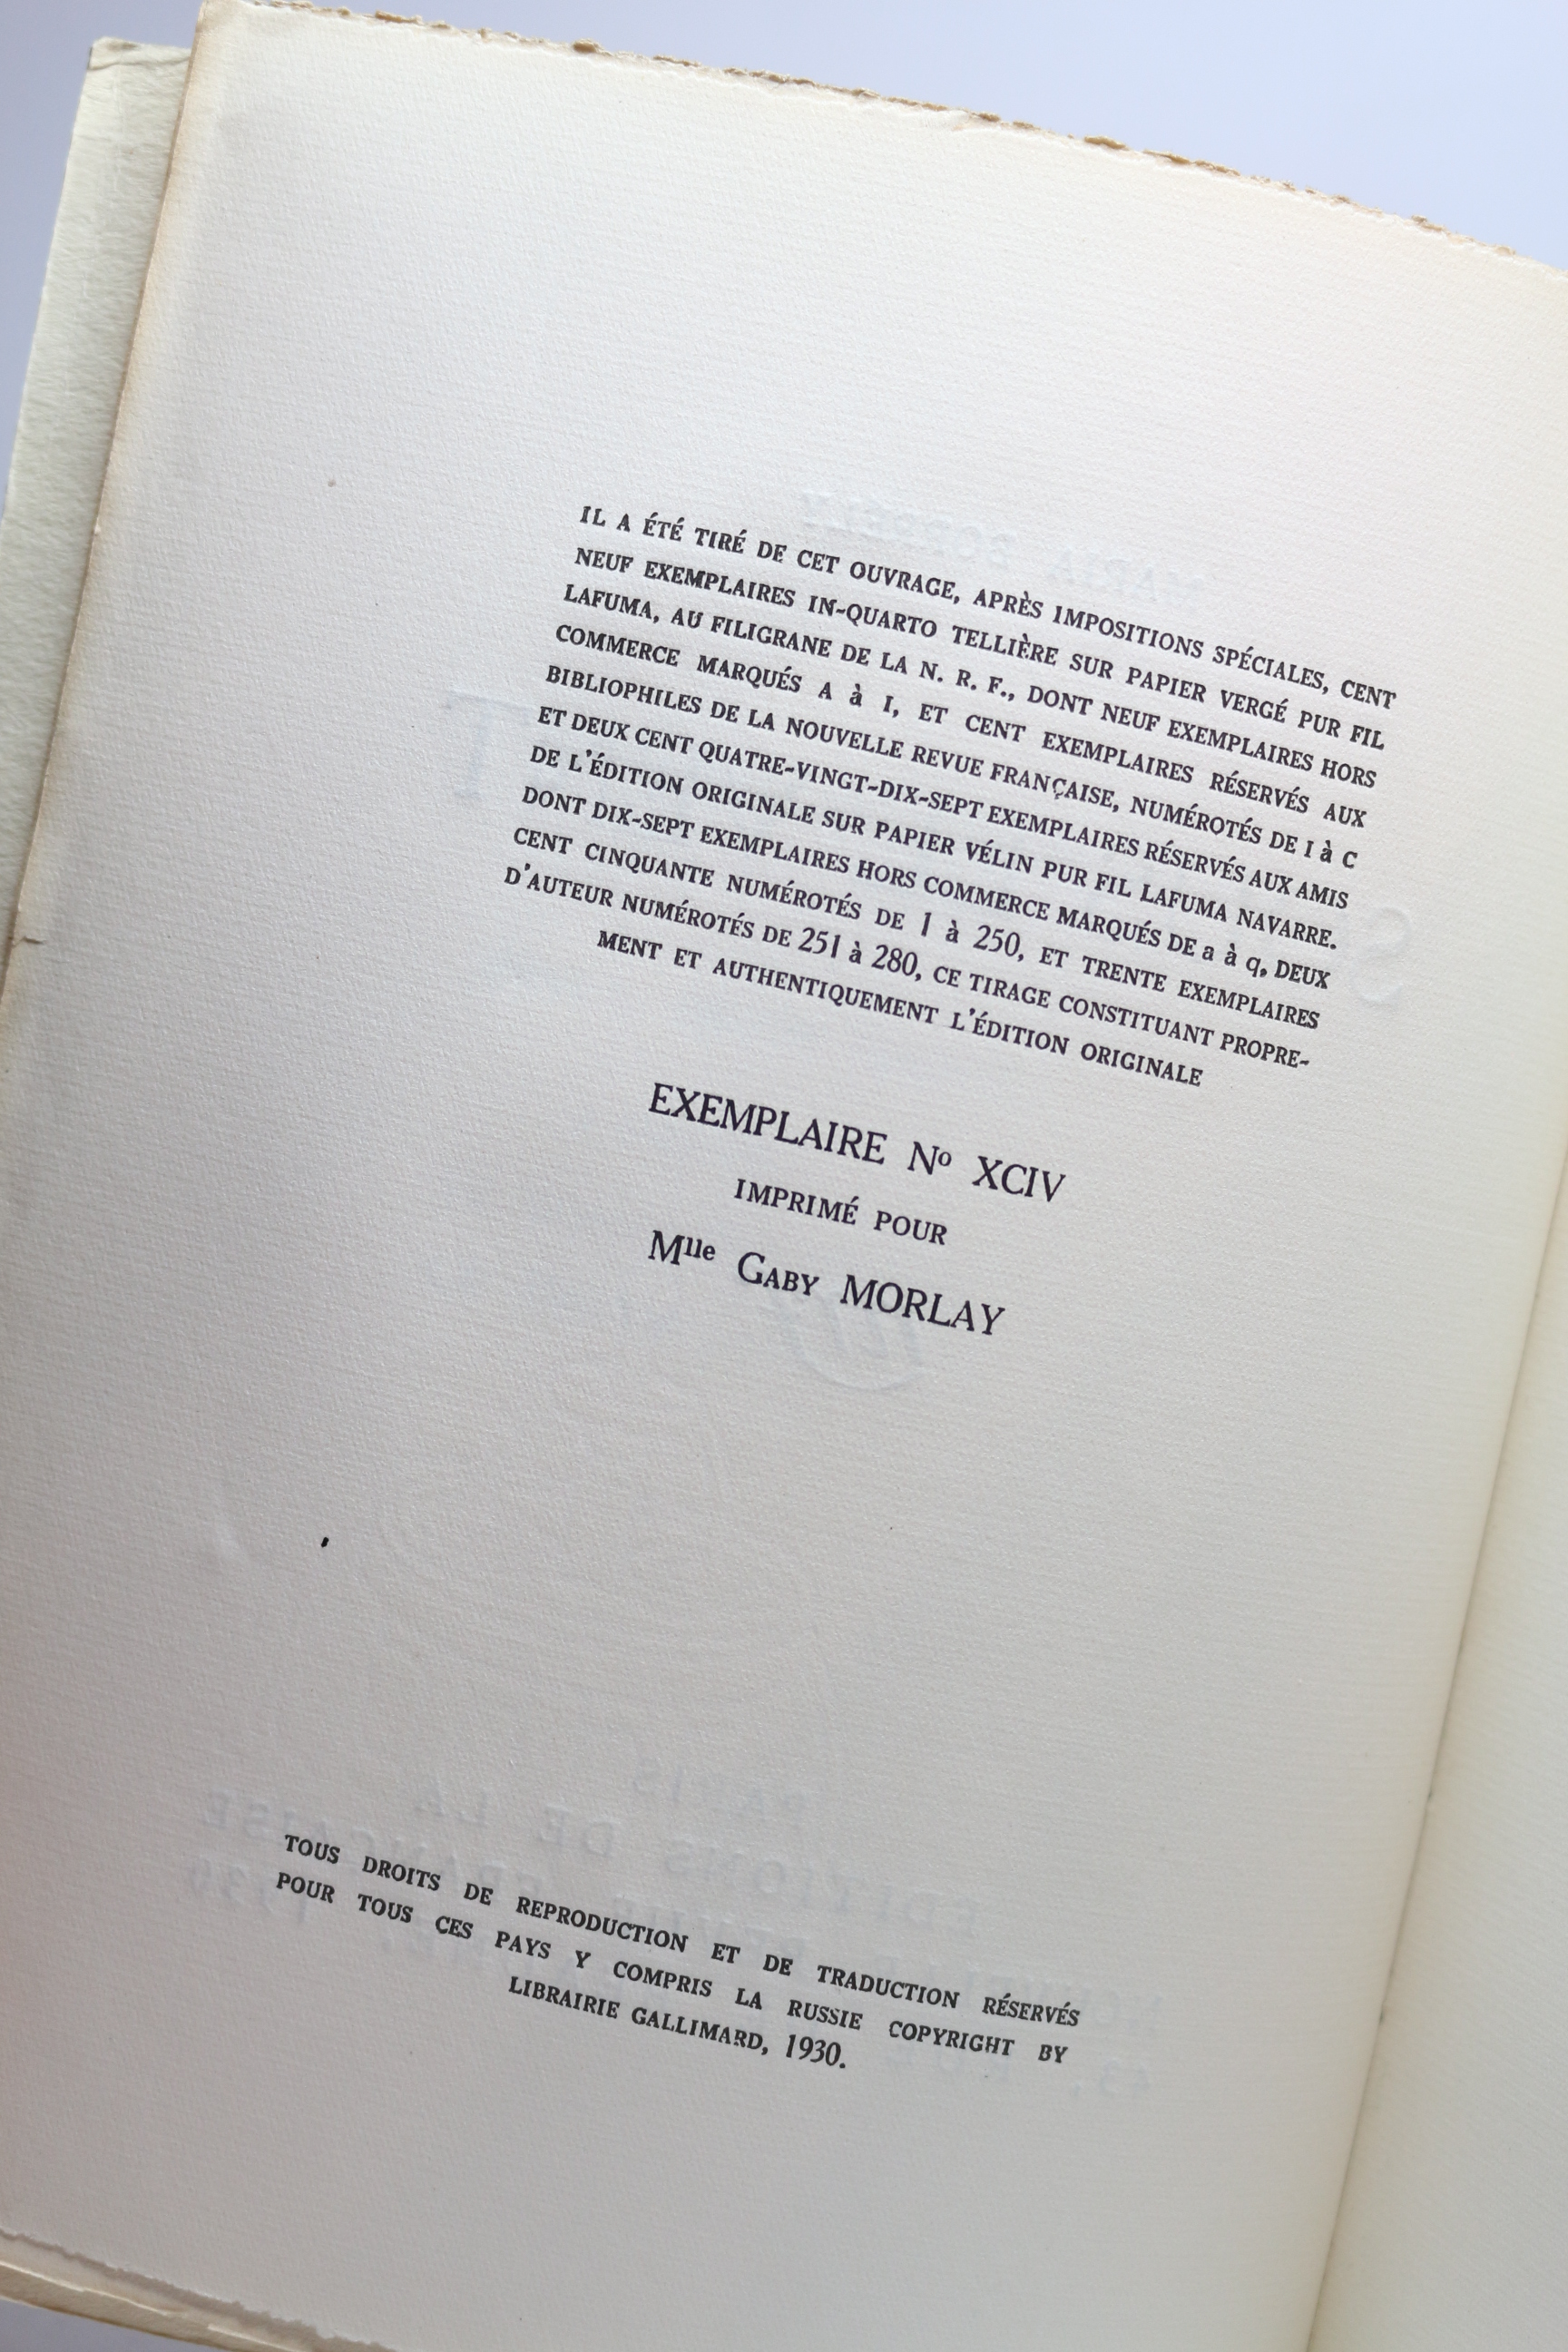 IL A ÉTÉ TIRÉ DE CET OUVRAGE, APRÈS IMPOSITIONS SPÉCIALES, CENT
NEUF EXEMPLAIRES IN-QUARTO TELLIÈRE SUR PAPIER VERGÉ PUR FIL
LAFUMA, AU FILIGRANE DE LA N. R. F., DONT NEUF EXEMPLAIRES HORS
COMMERCE MARQUÉS A à I, ET CENT EXEMPLAIRES RÉSERVÉS AUX
BIBLIOPHILES DE LA NOUVELLE REVUE FRANÇAISE, NUMÉROTÉS DE I à C
ET DEUX CENT QUATRE-VINGT-DIX-SEPT EXEMPLAIRES RÉSERVÉS AUX AMIS
DE L'ÉDITION ORIGINALE SUR PAPIER VÉLIN PUR FIL LAFUMA NAVARRE.
DONT DIX-SEPT EXEMPLAIRES HORS COMMERCE MARQUÉS DE a à q, DEUX
CENT CINQUANTE NUMÉROTÉS DE 1 à 250, ET TRENTE EXEMPLAIRES
D'AUTEUR NUMÉROTÉS DE 251 à 280, CE TIRAGE CONSTITUANT PROPRE-
MENT ET AUTHENTIQUEMENT L'ÉDITION ORIGINALE
EXEMPLAIRE No XCIV
IMPRIMÉ POUR
Mlle GABY MORLAY
TOUS DROITS DE REPRODUCTION ET DE TRADUCTION RÉSERVÉS
POUR TOUS CES PAYS Y COMPRIS LA RUSSIE COPYRIGHT BY
LIBRAIRIE GALLIMARD, 1930.